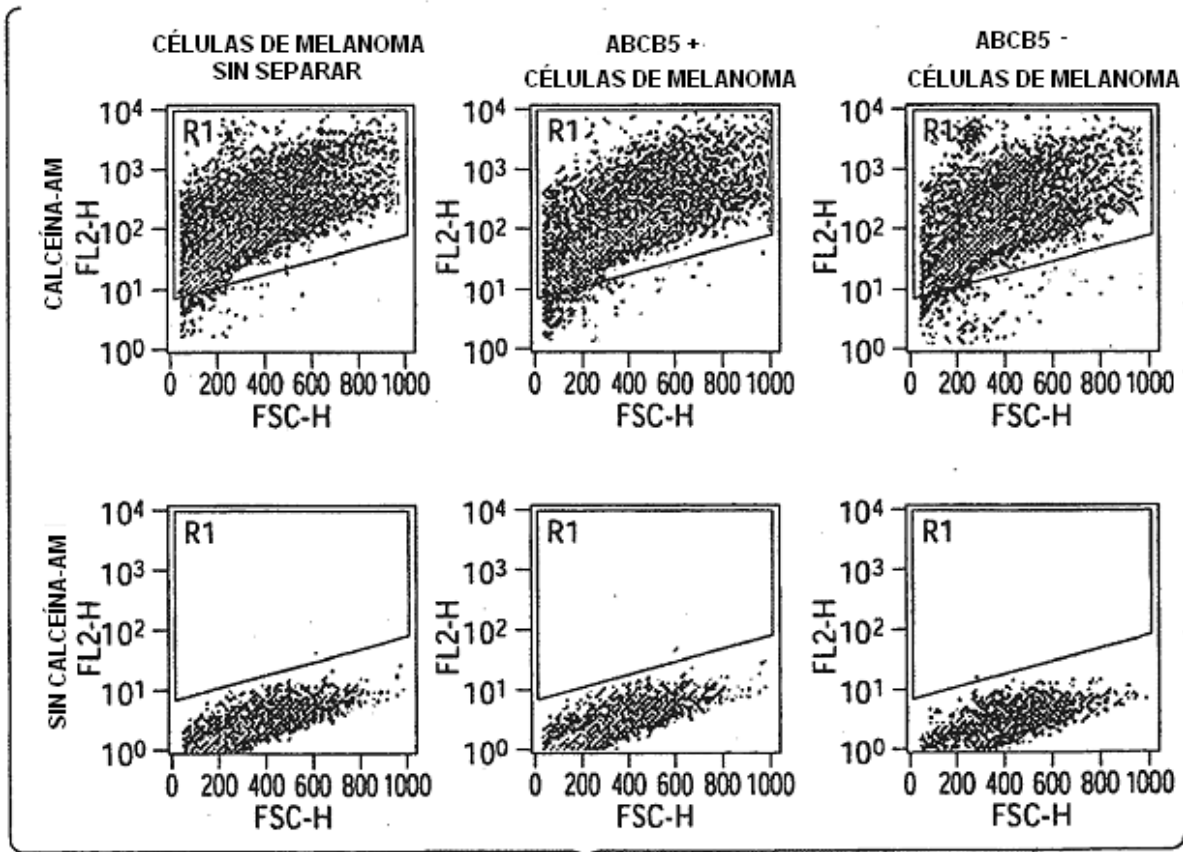 CÉLULAS DE MELANOMA
SIN SEPARAR
ABCB5 +
CÉLULAS DE MELANOMA
ABCB5 -
CÉLULAS DE MELANOMA
CALCEÍNA-AM
FL2-H
10⁴
10³
10²
10¹
10⁰
R1
0 200 400 600 800 1000
FSC-H
FL2-H
10⁴
10³
10²
10¹
10⁰
R1
0 200 400 600 800 1000
FSC-H
FL2-H
10⁴
10³
10²
10¹
10⁰
R1
0 200 400 600 800 1000
FSC-H
SIN CALCEÍNA-AM
FL2-H
10⁴
10³
10²
10¹
10⁰
R1
0 200 400 600 800 1000
FSC-H
FL2-H
10⁴
10³
10²
10¹
10⁰
R1
0 200 400 600 800 1000
FSC-H
FL2-H
10⁴
10³
10²
10¹
10⁰
R1
0 200 400 600 800 1000
FSC-H